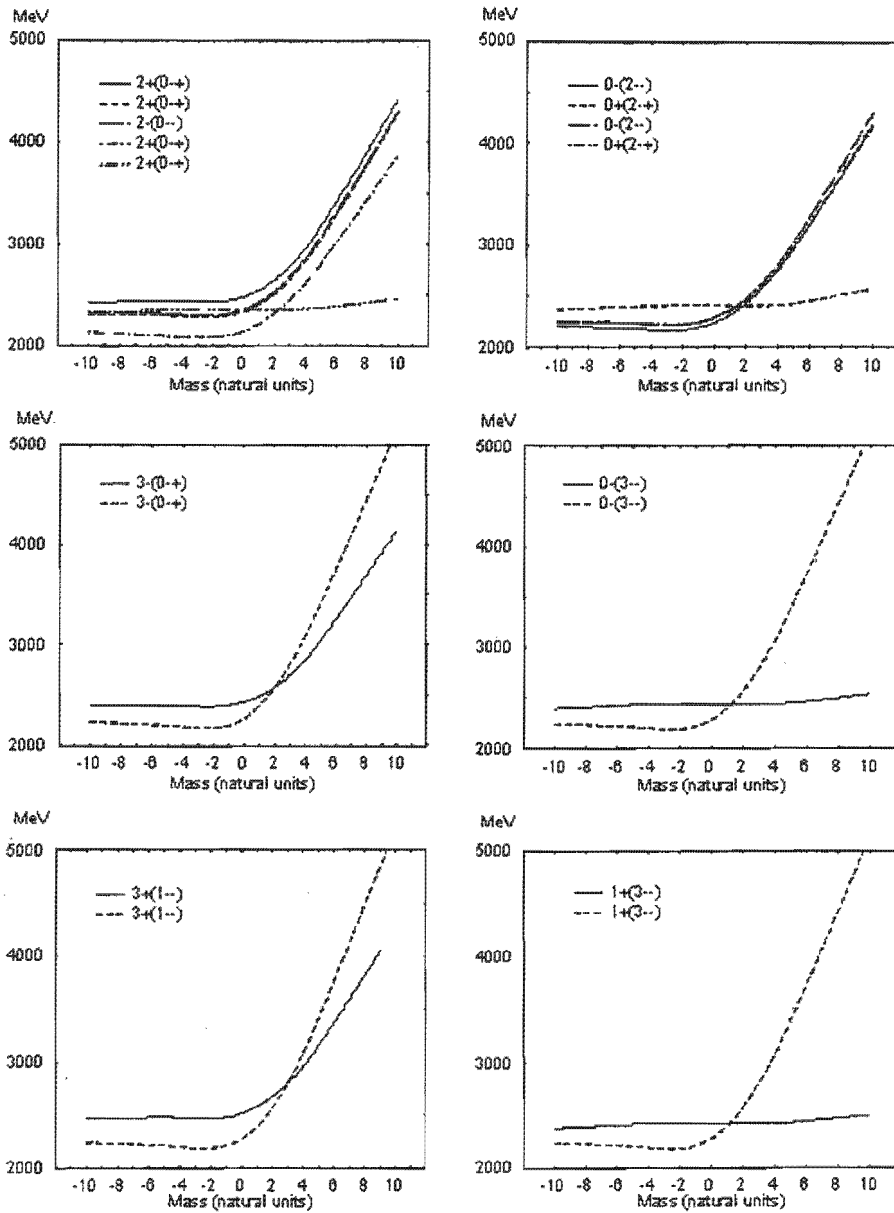 MeV
5000
4000
3000
2000
2+(0-+)
2+(0-+)
2-(0--)
2+(0-+)
2+(0-+)
-10 -8 -6 -4 -2 0 2 4 6 8 10
Mass (natural units)
MeV
5000
4000
3000
2000
0-(2--)
0+(2-+)
0-(2--)
0+(2-+)
-10 -8 -6 -4 -2 0 2 4 6 8 10
Mass (natural units)
MeV
5000
4000
3000
2000
3-(0-+)
3-(0-+)
-10 -8 -6 -4 -2 0 2 4 6 8 10
Mass (natural units)
MeV
5000
4000
3000
2000
0-(3--)
0-(3--)
-10 -8 -6 -4 -2 0 2 4 6 8 10
Mass (natural units)
MeV
5000
4000
3000
2000
3+(1--)
3+(1--)
-10 -8 -6 -4 -2 0 2 4 6 8 10
Mass (natural units)
MeV
5000
4000
3000
2000
1+(3--)
1+(3--)
-10 -8 -6 -4 -2 0 2 4 6 8 10
Mass (natural units)